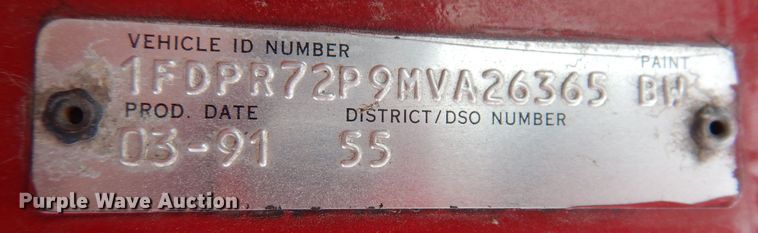 VEHICLE ID NUMBER PAINT
1FDPR72P9MVA26365 BW
PROD. DATE DISTRICT/DSO NUMBER
03-91 55
Purple Wave Auction